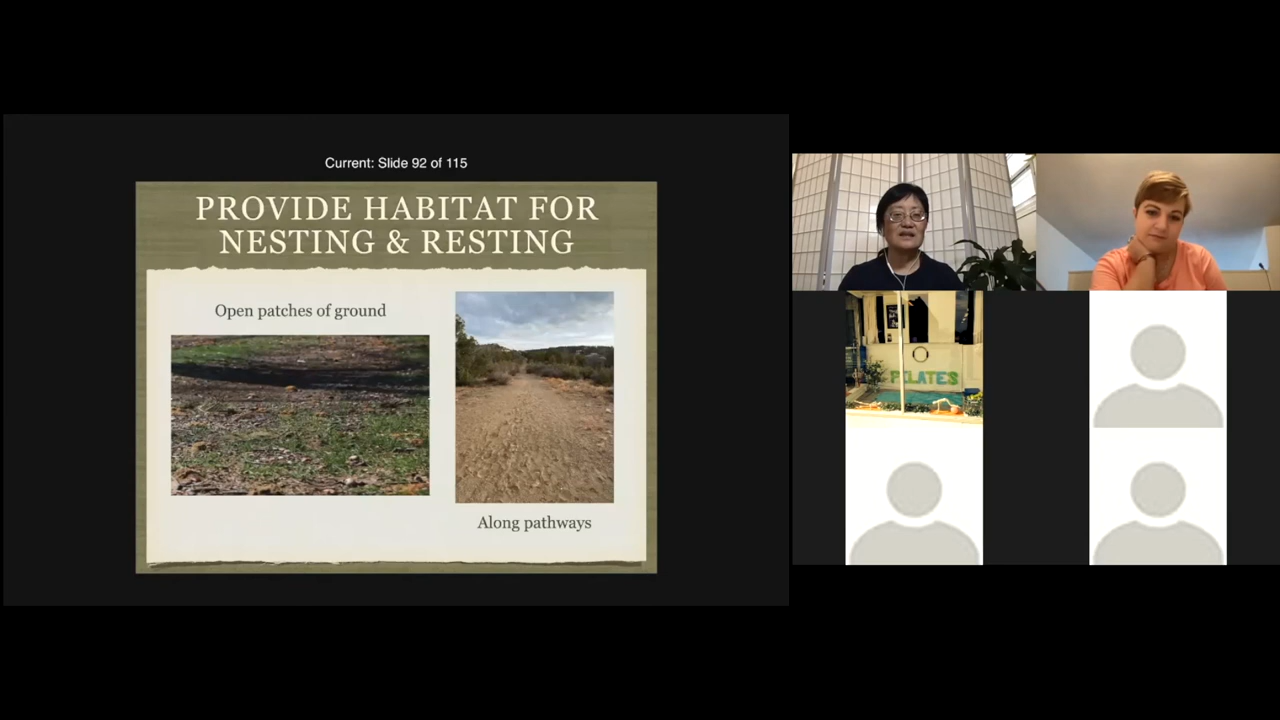 Current: Slide 92 of 115
PROVIDE HABITAT FOR
NESTING & RESTING
Open patches of ground
Along pathways
PILATES